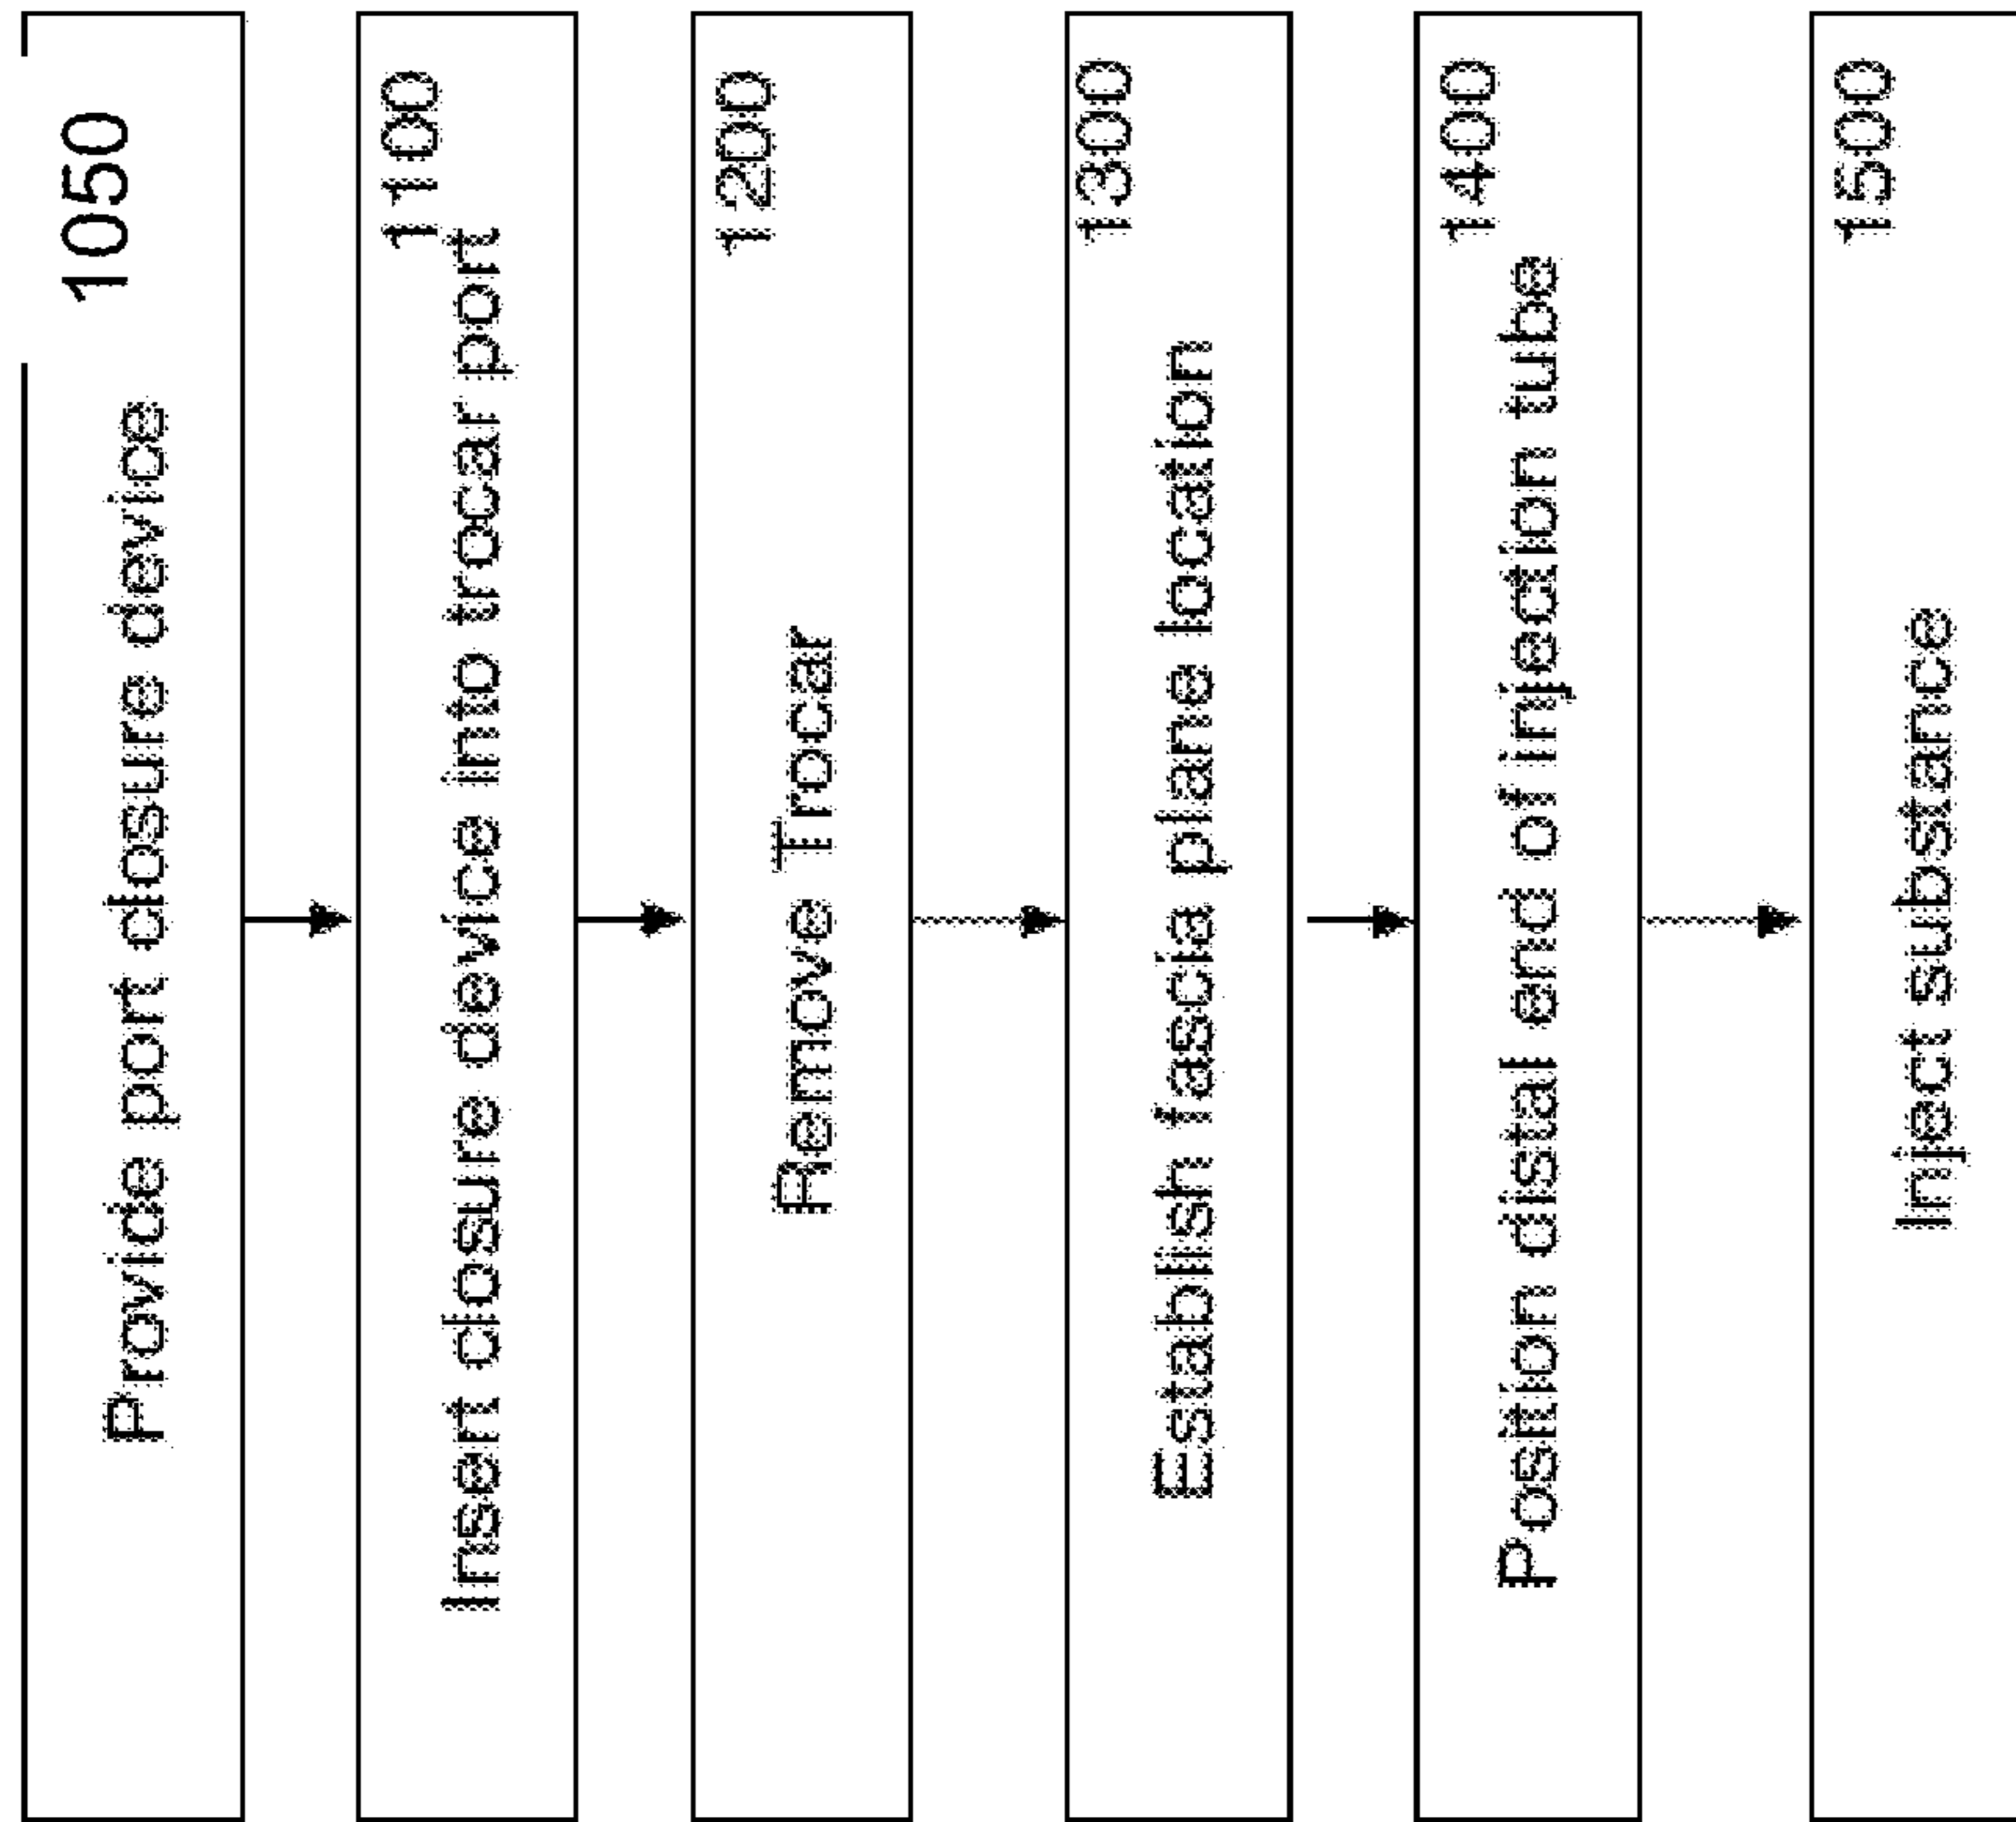 1050
Provide port closure device
1100
Insert closure device into trocar port
1200
Remove Trocar
1300
Establish fascia plane location
1400
Position distal end of injection tube
1500
Inject substance